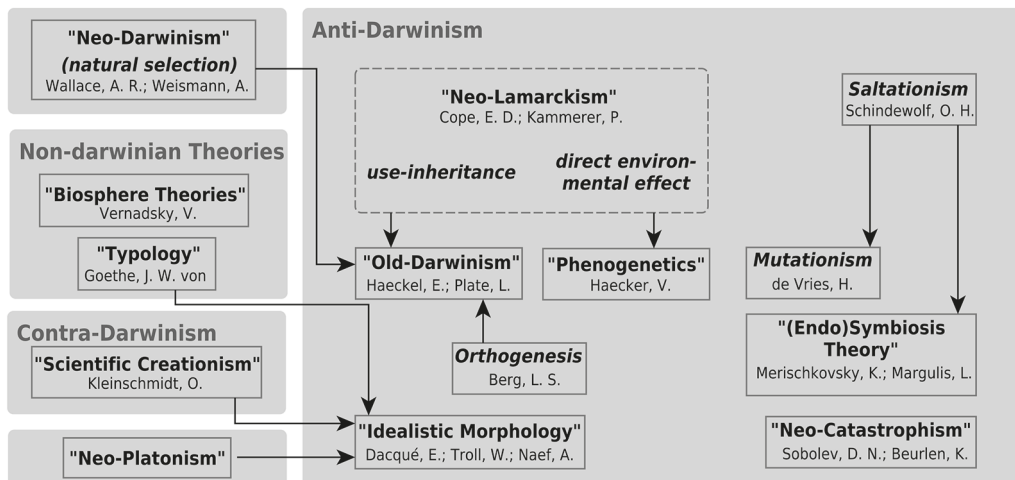 "Neo-Darwinism"
(natural selection)
Wallace, A. R.; Weismann, A.
Non-darwinian Theories
"Biosphere Theories"
Vernadsky, V.
"Typology"
Goethe, J. W. von
Contra-Darwinism
"Scientific Creationism"
Kleinschmidt, O.
"Neo-Platonism"
Anti-Darwinism
"Neo-Lamarckism"
Cope, E. D.; Kammerer, P.
use-inheritance
direct environ-
mental effect
"Old-Darwinism"
Haeckel, E.; Plate, L.
"Phenogenetics"
Haecker, V.
Orthogenesis
Berg, L. S.
"Idealistic Morphology"
Dacqué, E.; Troll, W.; Naef, A.
Saltationism
Schindewolf, O. H.
Mutationism
de Vries, H.
"(Endo)Symbiosis
Theory"
Merischkovsky, K.; Margulis, L.
"Neo-Catastrophism"
Sobolev, D. N.; Beurlen, K.